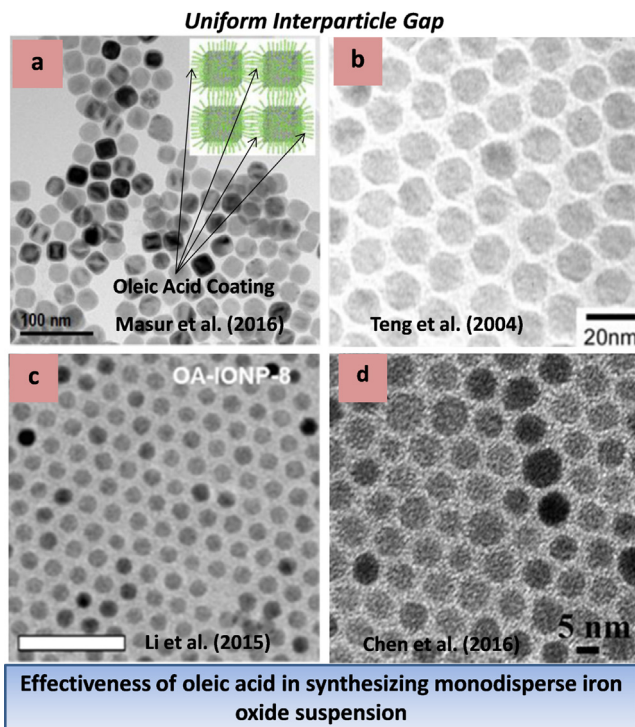 Uniform Interparticle Gap
a
Oleic Acid Coating
100 nm
Masur et al. (2016)
b
Teng et al. (2004)
20nm
c
OA-IONP-8
Li et al. (2015)
d
Chen et al. (2016)
5 nm
Effectiveness of oleic acid in synthesizing monodisperse iron
oxide suspension